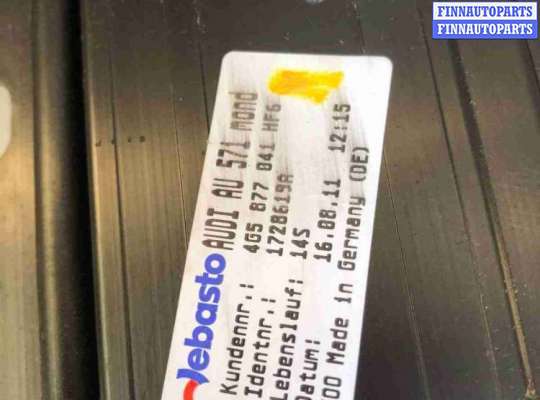 FINNAUTOPARTS
FINNAUTOPARTS
Webasto AUDI AU 571 mond
Kundennr.: 4G5 877 041 HF6
Identnr.: 1728619A
Lebenslauf: 14S
Datum: 16.08.11 12:15
Made in Germany (DE)